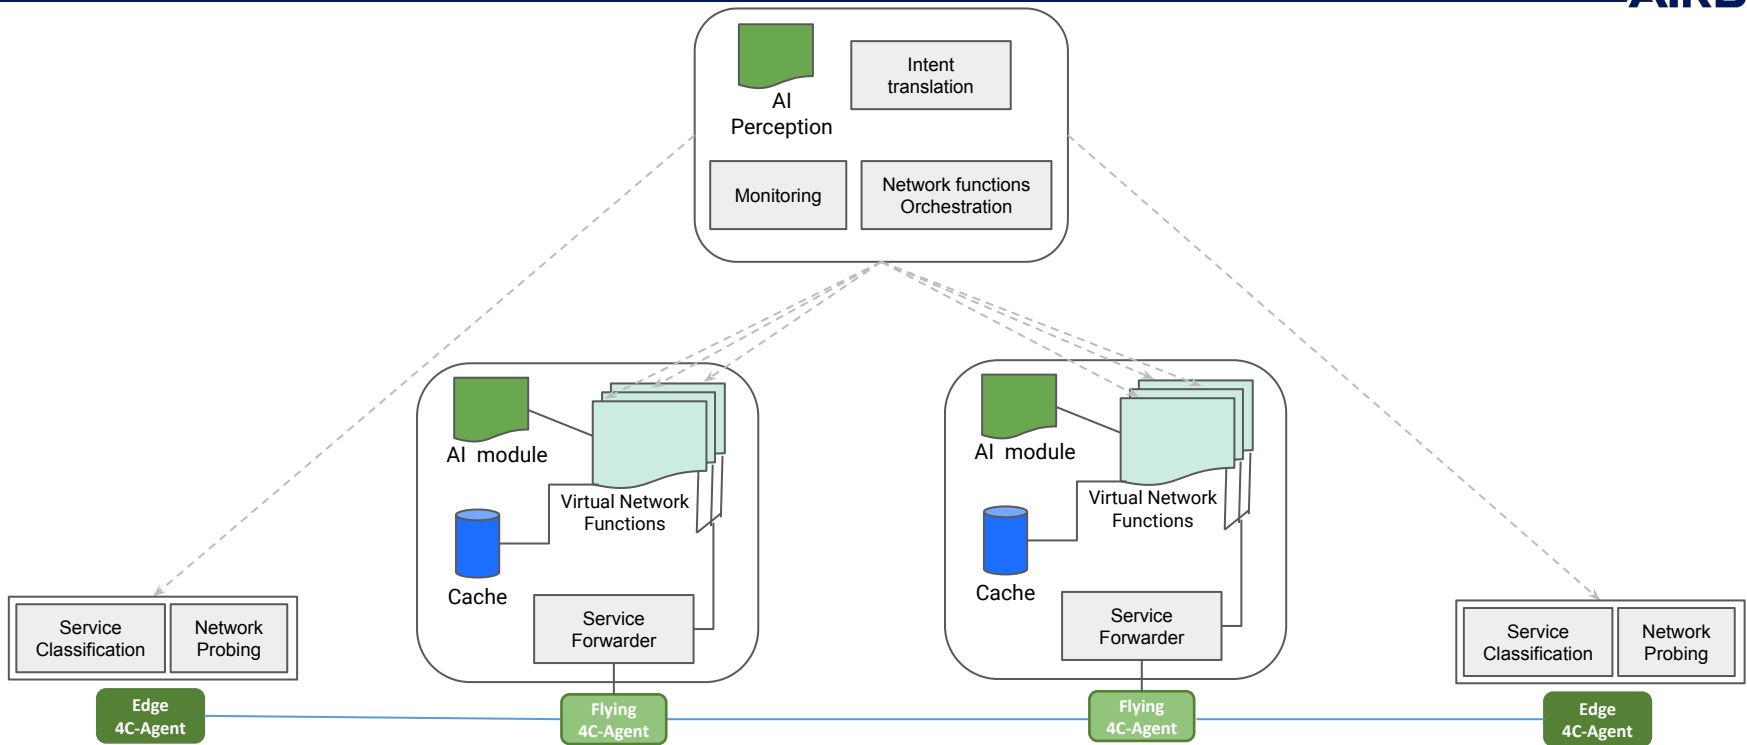 AI
Perception
Intent
translation
Monitoring
Network functions
Orchestration
AI module
Virtual Network
Functions
Cache
Service
Forwarder
AI module
Virtual Network
Functions
Cache
Service
Forwarder
Service
Classification
Network
Probing
Service
Classification
Network
Probing
Edge
4C-Agent
Flying
4C-Agent
Flying
4C-Agent
Edge
4C-Agent